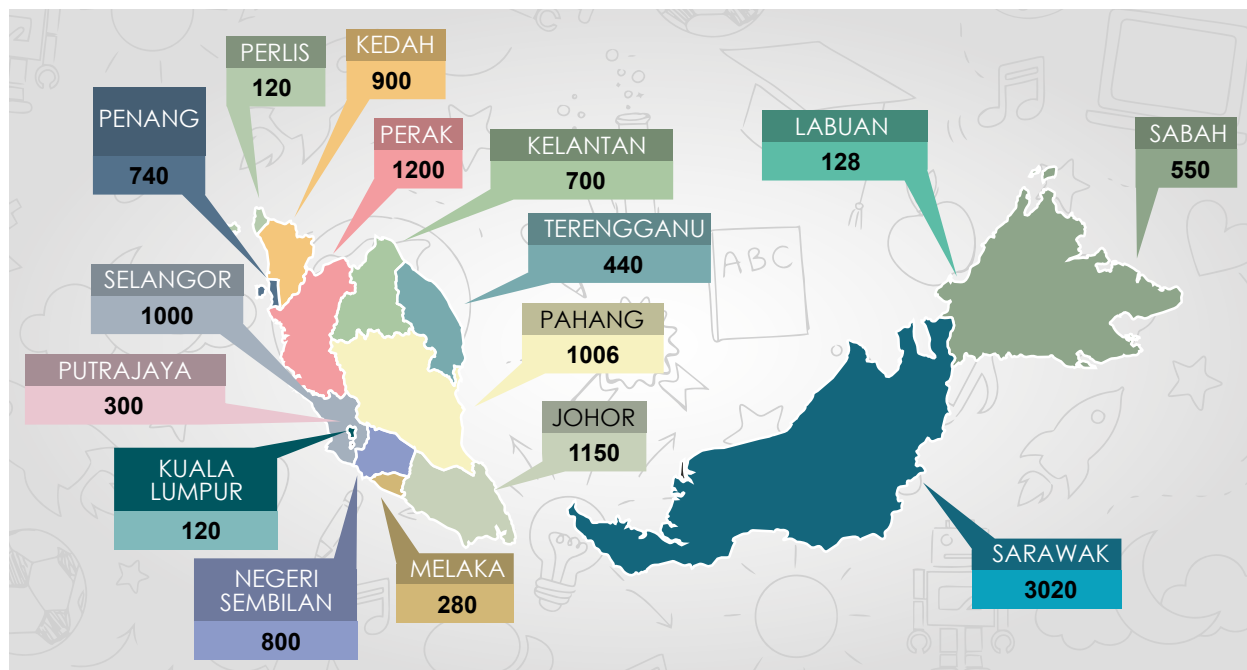 PERLIS
120
KEDAH
900
PENANG
740
PERAK
1200
KELANTAN
700
LABUAN
128
SABAH
550
TERENGGANU
440
SELANGOR
1000
PAHANG
1006
PUTRAJAYA
300
JOHOR
1150
KUALA
LUMPUR
120
NEGERI
SEMBILAN
800
MELAKA
280
SARAWAK
3020
ABC